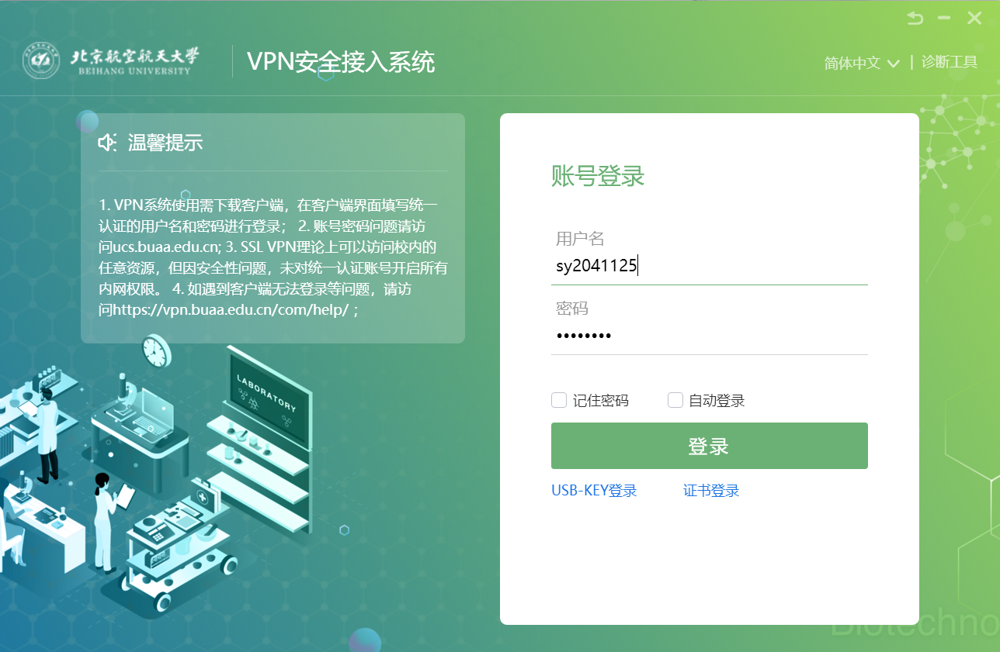 北京航空航天大学
BEIHANG UNIVERSITY
VPN安全接入系统
简体中文 | 诊断工具
温馨提示
1. VPN系统使用需下载客户端，在客户端界面填写统一
认证的用户名和密码进行登录； 2. 账号密码问题请访
问ucs.buaa.edu.cn; 3. SSL VPN理论上可以访问校内的
任意资源，但因安全性问题，未对统一认证账号开启所有
内网权限。 4. 如遇到客户端无法登录等问题，请访
问https://vpn.buaa.edu.cn/com/help/ ；
LABORATORY
账号登录
用户名
sy2041125
密码
••••••••
记住密码 自动登录
登录
USB-KEY登录 证书登录
Biotechno